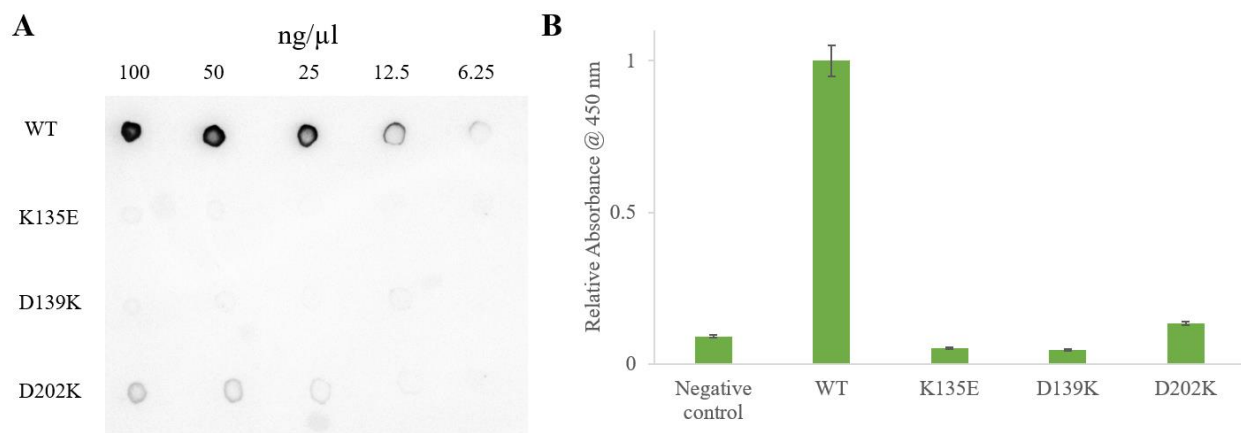 A
ng/µl
100 50 25 12.5 6.25
WT
K135E
D139K
D202K
B
Relative Absorbance @ 450 nm
1
0.5
0
Negative control WT K135E D139K D202K